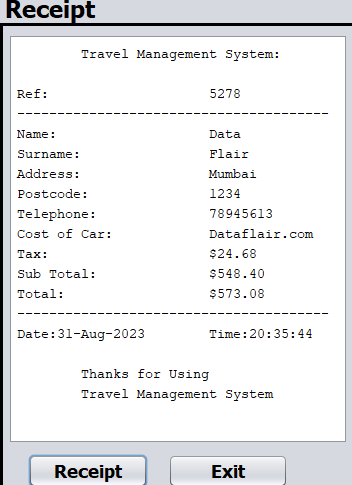 Receipt
Travel Management System:
Ref: 5278
---------------------------------------
Name: Data
Surname: Flair
Address: Mumbai
Postcode: 1234
Telephone: 78945613
Cost of Car: Dataflair.com
Tax: $24.68
Sub Total: $548.40
Total: $573.08
---------------------------------------
Date:31-Aug-2023 Time:20:35:44
Thanks for Using
Travel Management System
Receipt Exit